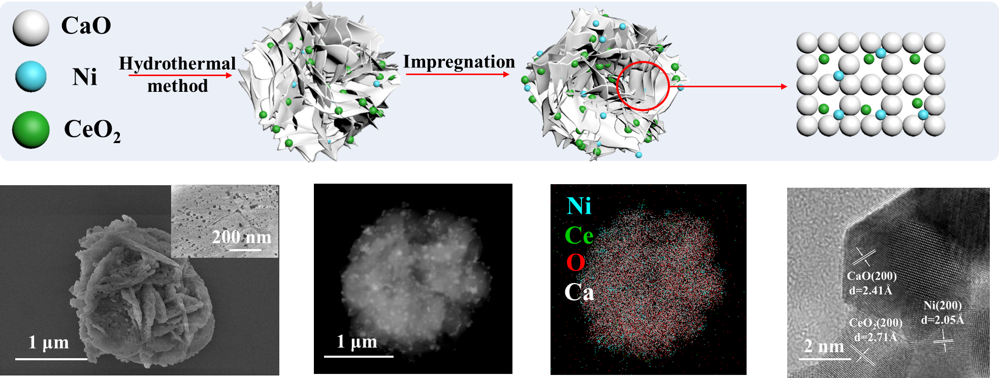 CaO
Ni
CeO₂
Hydrothermal
method
Impregnation
200 nm
1 μm
1 μm
Ni
Ce
O
Ca
CaO(200)
d=2.41Å
Ni(200)
d=2.05Å
CeO₂(200)
d=2.71Å
2 nm